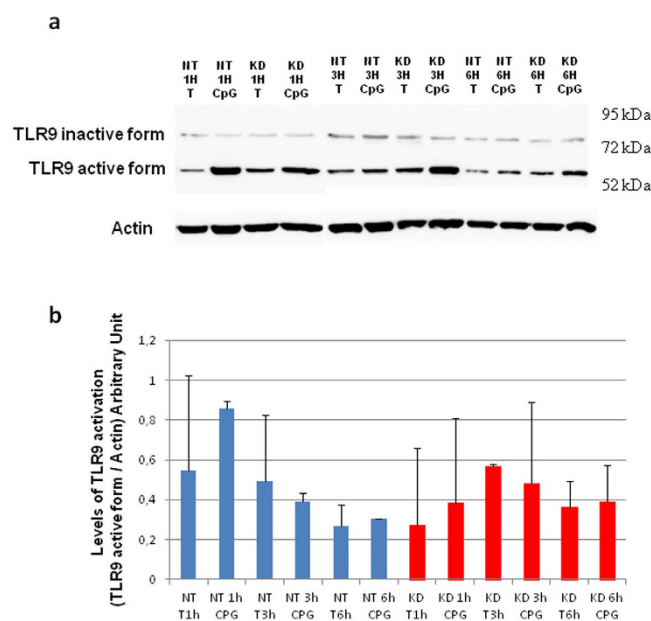 a
NT NT KD KD NT NT KD KD NT NT KD KD
1H 1H 1H 1H 3H 3H 3H 3H 6H 6H 6H 6H
T CpG T CpG T CpG T CpG T CpG T CpG
95 kDa
TLR9 inactive form
72 kDa
TLR9 active form
52 kDa
Actin
b
Levels of TLR9 activation
(TLR9 active form / Actin) Arbitrary Unit
1,2
1
0,8
0,6
0,4
0,2
0
NT NT 1h NT NT 3h NT NT 6h KD KD 1h KD KD 3h KD KD 6h
T1h CPG T3h CPG T6h CPG T1h CPG T3h CPG T6h CPG